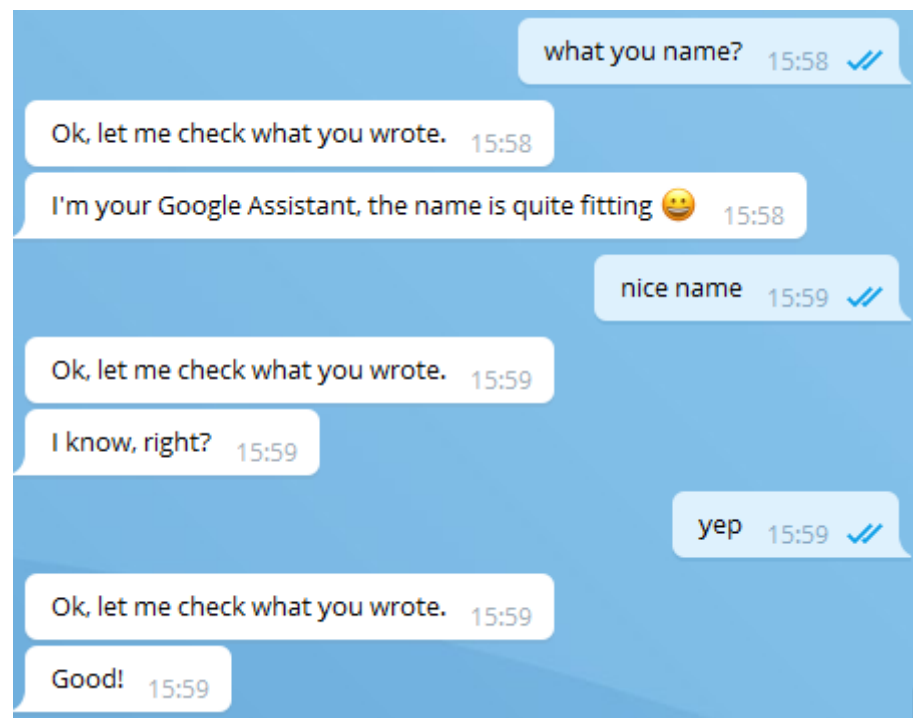 what you name? 15:58
Ok, let me check what you wrote. 15:58
I'm your Google Assistant, the name is quite fitting 😀 15:58
nice name 15:59
Ok, let me check what you wrote. 15:59
I know, right? 15:59
yep 15:59
Ok, let me check what you wrote. 15:59
Good! 15:59